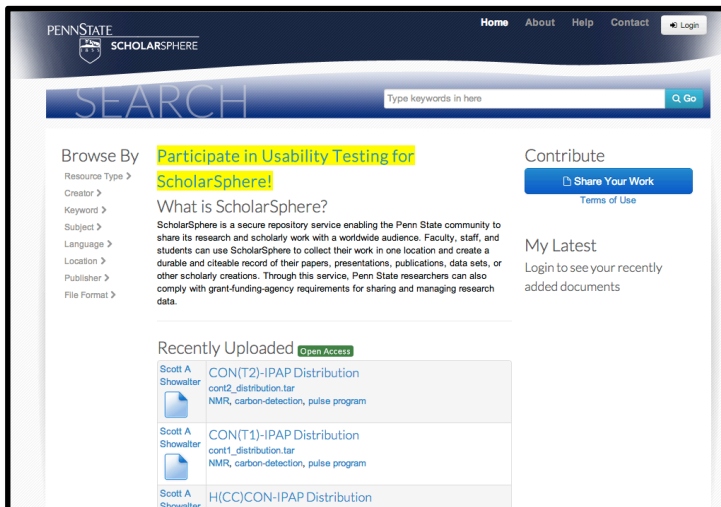 PENNSTATE
1855
SCHOLARSPHERE
Home About Help Contact Login
SEARCH
Type keywords in here
Go
Browse By
Resource Type
Creator
Keyword
Subject
Language
Location
Publisher
File Format
Participate in Usability Testing for
ScholarSphere!
What is ScholarSphere?
ScholarSphere is a secure repository service enabling the Penn State community to
share its research and scholarly work with a worldwide audience. Faculty, staff, and
students can use ScholarSphere to collect their work in one location and create a
durable and citeable record of their papers, presentations, publications, data sets, or
other scholarly creations. Through this service, Penn State researchers can also
comply with grant-funding-agency requirements for sharing and managing research
data.
Recently Uploaded Open Access
Scott A
Showalter
CON(T2)-IPAP Distribution
cont2_distribution.tar
NMR, carbon-detection, pulse program
Scott A
Showalter
CON(T1)-IPAP Distribution
cont1_distribution.tar
NMR, carbon-detection, pulse program
Scott A
Showalter
H(CC)CON-IPAP Distribution
Contribute
Share Your Work
Terms of Use
My Latest
Login to see your recently
added documents